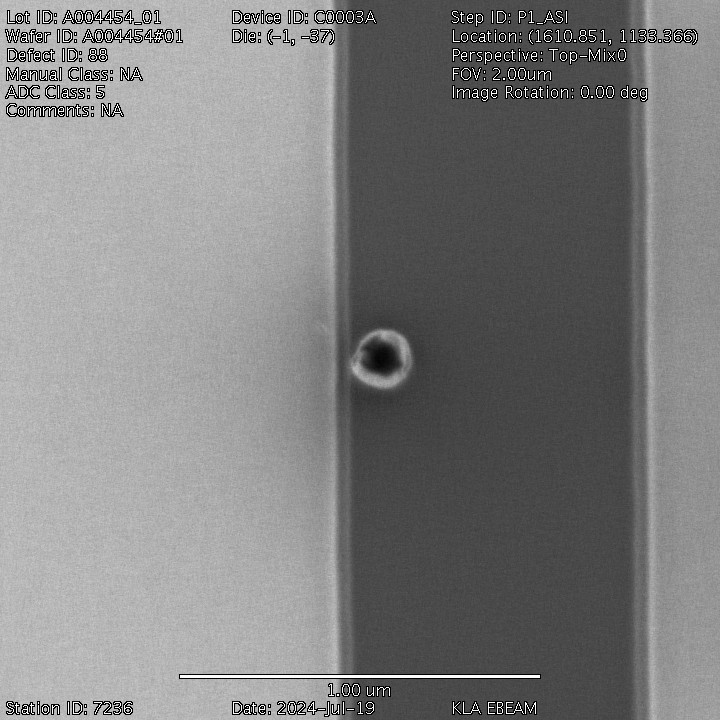 Lot ID: A004454_01
Device ID: C0003A
Step ID: P1_ASI
Wafer ID: A004454#01
Die: (-1, -37)
Location: (1610.851, 1133.366)
Defect ID: 88
Perspective: Top-Mix0
Manual Class: NA
FOV: 2.00um
ADC Class: 5
Image Rotation: 0.00 deg
Comments: NA
1.00 um
Station ID: 7236
Date: 2024-Jul-19
KLA EBEAM